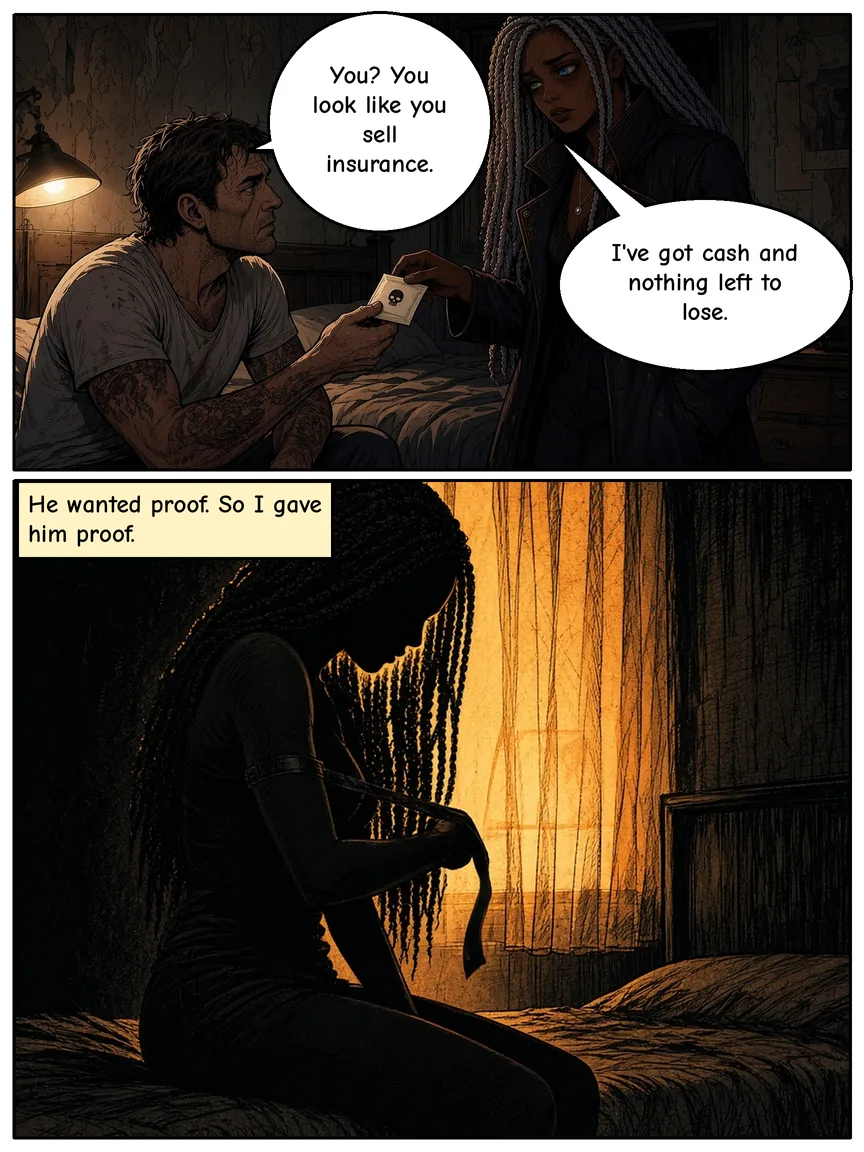 You? You
look like you
sell
insurance.
I've got cash and
nothing left to
lose.
He wanted proof. So I gave
him proof.